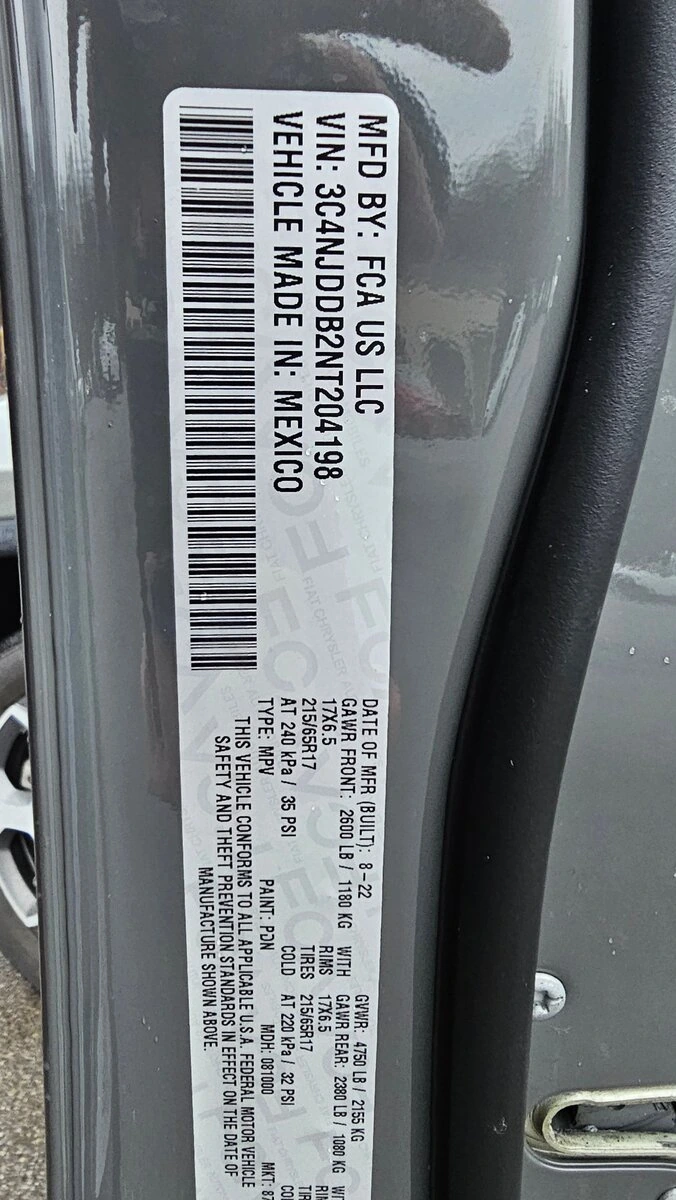 MFD BY: FCA US LLC
VIN: 3C4NJDDB2NT204198
VEHICLE MADE IN: MEXICO
DATE OF MFR (BUILT): 8-22 GVWR: 4750 LB / 2155 KG
GAWR FRONT: 2600 LB / 1180 KG WITH GAWR REAR: 2380 LB / 1080 KG
17X6.5 RIMS 17X6.5
215/65R17 TIRES 215/65R17
AT 240 kPa / 35 PSI COLD AT 220 kPa / 32 PSI
TYPE: MPV PAINT: PDN MDH: 081000 MKT:
THIS VEHICLE CONFORMS TO ALL APPLICABLE U.S.A. FEDERAL MOTOR VEHICLE
SAFETY AND THEFT PREVENTION STANDARDS IN EFFECT ON THE DATE OF
MANUFACTURE SHOWN ABOVE.